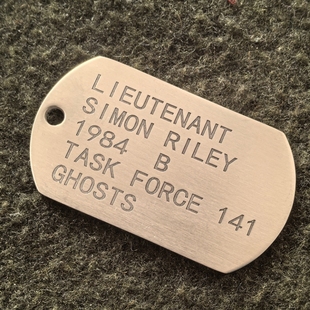 LIEUTENANT
SIMON RILEY
1984 B
TASK FORCE 141
GHOSTS